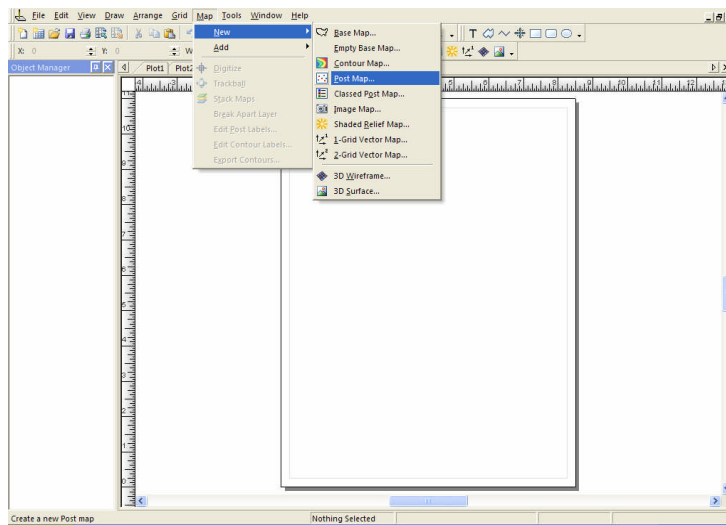 File Edit View Draw Arrange Grid Map Tools Window Help
X: 0 Y: 0 W
Object Manager Plot1 Plot2
New
Add
Digitize
Trackball
Stack Maps
Break Apart Layer
Edit Post Labels...
Edit Contour Labels...
Export Contours...
Base Map...
Empty Base Map...
Contour Map...
Post Map...
Classed Post Map...
Image Map...
Shaded Relief Map...
1-Grid Vector Map...
2-Grid Vector Map...
3D Wireframe...
3D Surface...
Create a new Post map Nothing Selected